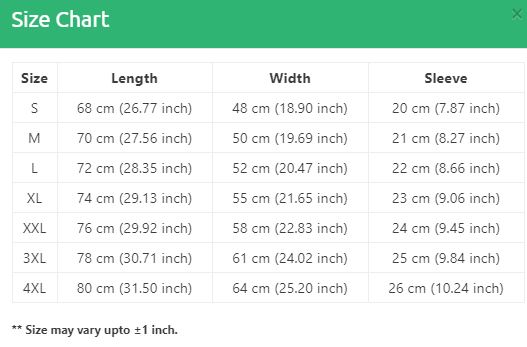 Size Chart
×
Size Length Width Sleeve
S 68 cm (26.77 inch) 48 cm (18.90 inch) 20 cm (7.87 inch)
M 70 cm (27.56 inch) 50 cm (19.69 inch) 21 cm (8.27 inch)
L 72 cm (28.35 inch) 52 cm (20.47 inch) 22 cm (8.66 inch)
XL 74 cm (29.13 inch) 55 cm (21.65 inch) 23 cm (9.06 inch)
XXL 76 cm (29.92 inch) 58 cm (22.83 inch) 24 cm (9.45 inch)
3XL 78 cm (30.71 inch) 61 cm (24.02 inch) 25 cm (9.84 inch)
4XL 80 cm (31.50 inch) 64 cm (25.20 inch) 26 cm (10.24 inch)
** Size may vary upto ±1 inch.